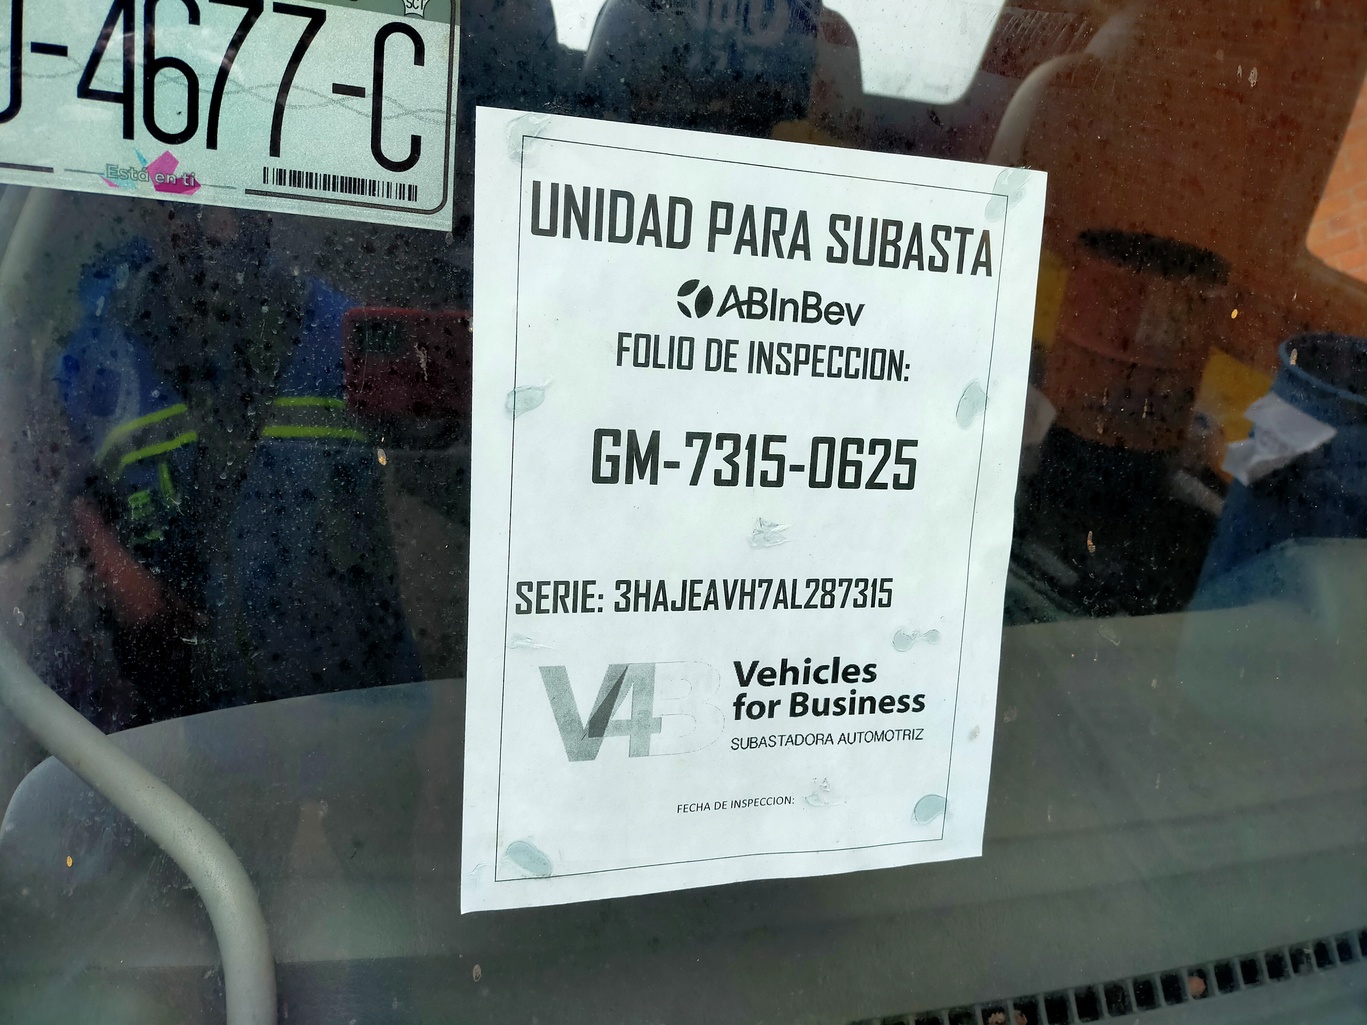 SCT
-4677-C
Está en ti
UNIDAD PARA SUBASTA
ABInBev
FOLIO DE INSPECCION:
GM-7315-0625
SERIE: 3HAJEAVH7AL287315
V4B Vehicles
for Business
SUBASTADORA AUTOMOTRIZ
FECHA DE INSPECCION: